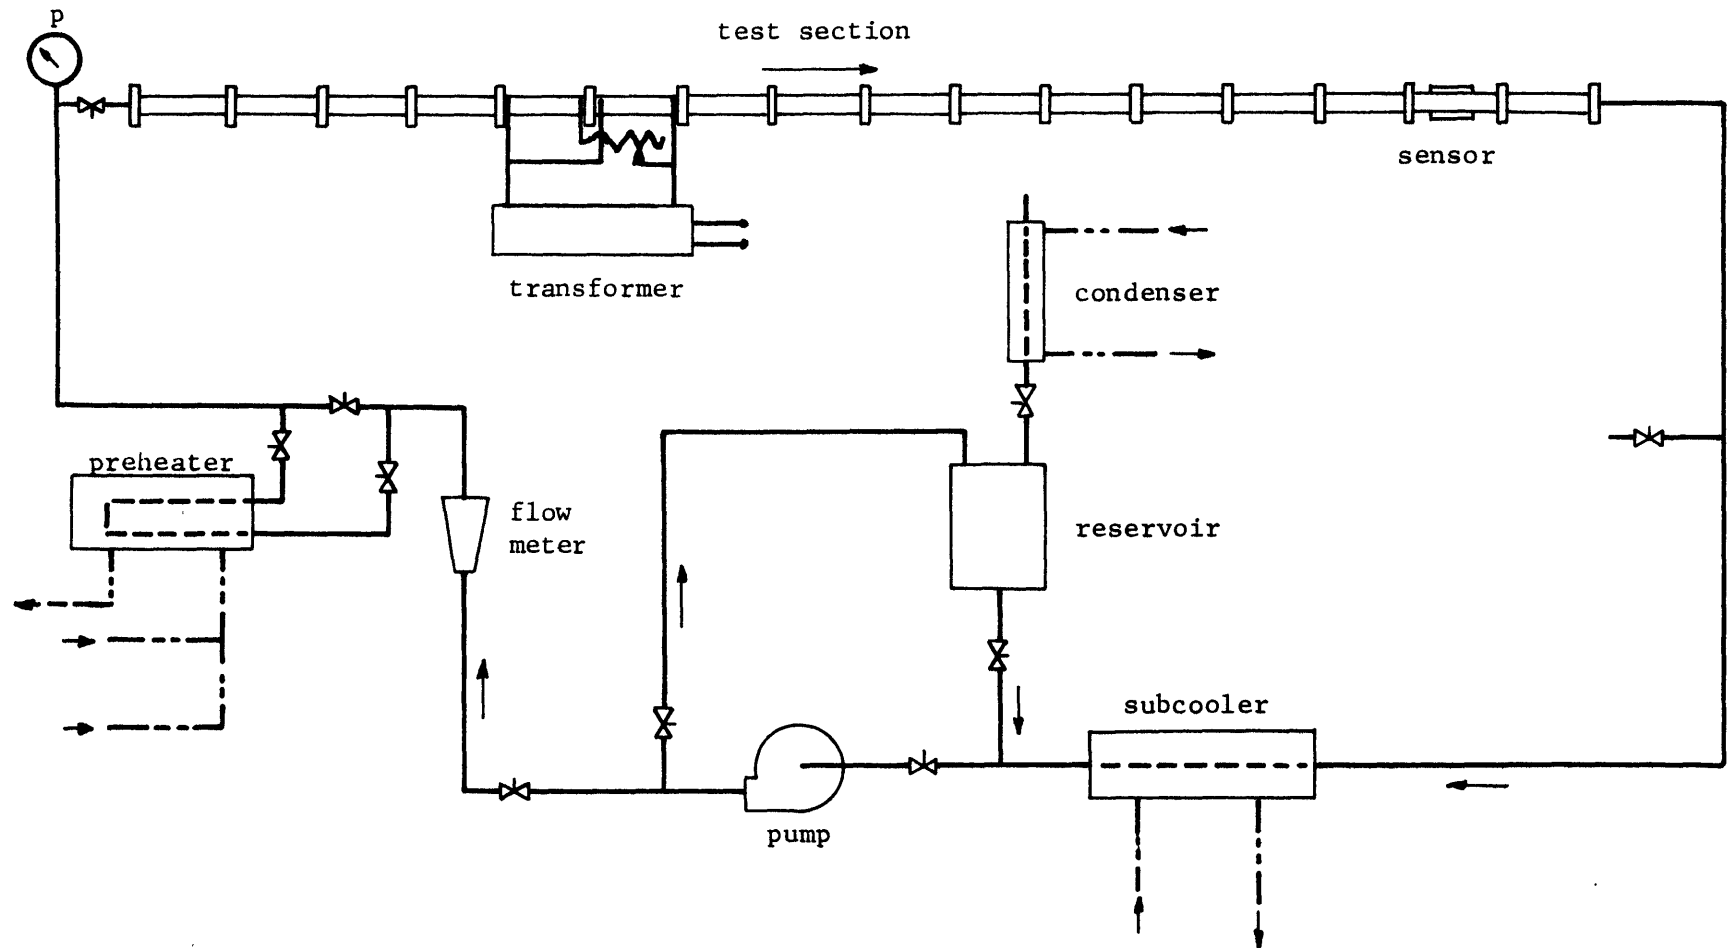 p
test section
sensor
transformer
condenser
preheater
flow
meter
reservoir
subcooler
pump